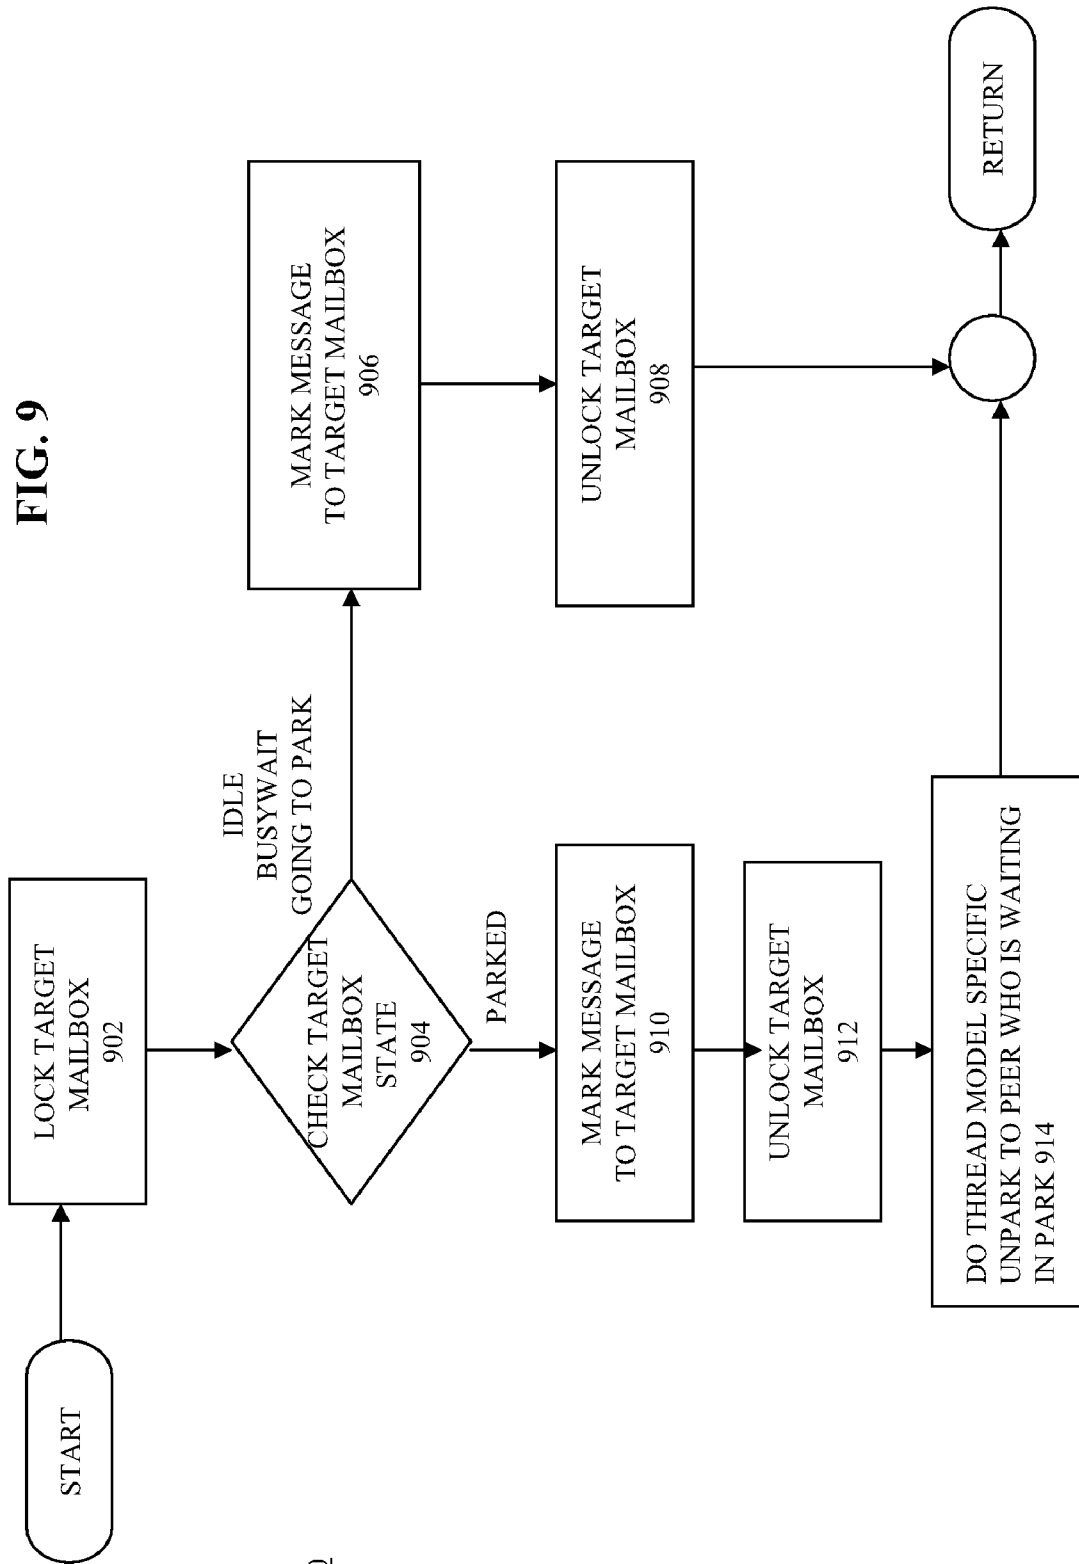 FIG. 9
START
LOCK TARGET
MAILBOX
902
CHECK TARGET
MAILBOX
STATE
904
IDLE
BUSYWAIT
GOING TO PARK
MARK MESSAGE
TO TARGET MAILBOX
906
UNLOCK TARGET
MAILBOX
908
PARKED
MARK MESSAGE
TO TARGET MAILBOX
910
UNLOCK TARGET
MAILBOX
912
DO THREAD MODEL SPECIFIC
UNPARK TO PEER WHO IS WAITING
IN PARK 914
RETURN